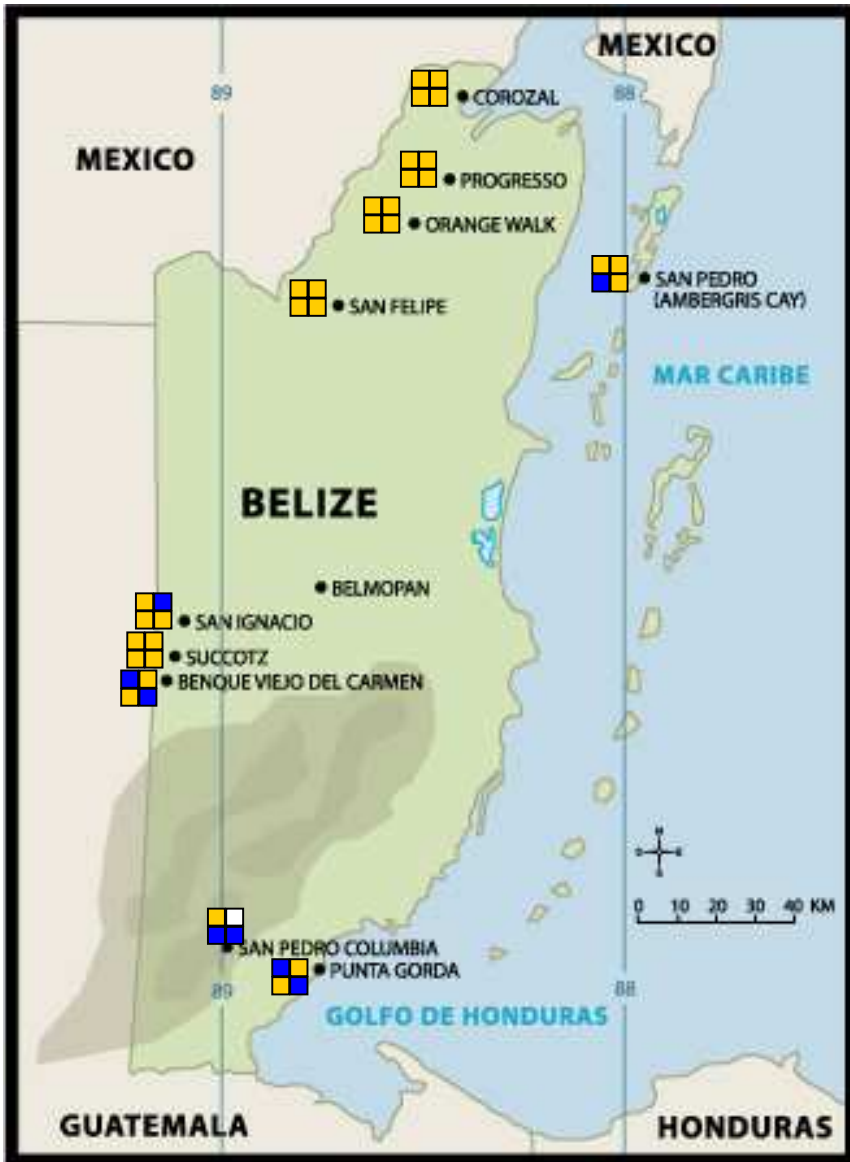 MEXICO
89
88
COROZAL
MEXICO
PROGRESSO
ORANGE WALK
SAN PEDRO
(AMBERGRIS CAY)
SAN FELIPE
MAR CARIBE
BELIZE
BELMOPAN
SAN IGNACIO
SUCCOTZ
BENQUE VIEJO DEL CARMEN
0 10 20 30 40 KM
SAN PEDRO COLUMBIA
PUNTA GORDA
89
88
GOLFO DE HONDURAS
GUATEMALA
HONDURAS